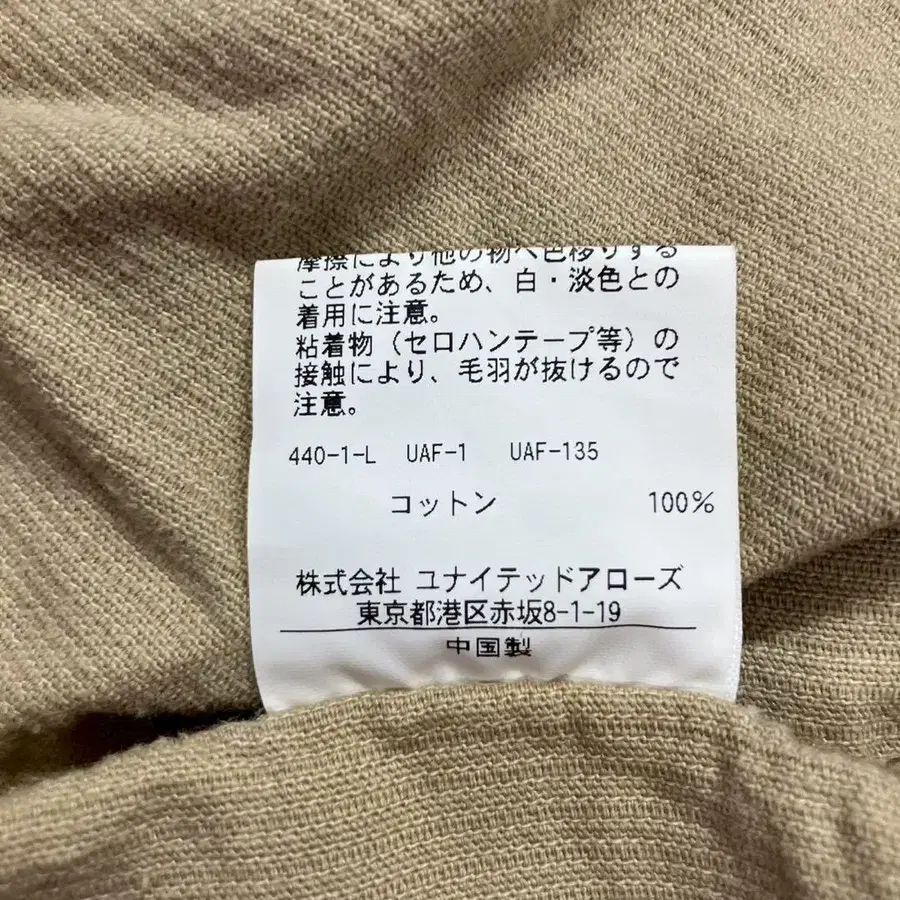 摩擦により他の物へ色移りする
ことがあるため、白・淡色との
着用に注意。
粘着物（セロハンテープ等）の
接触により、毛羽が抜けるので
注意。
440-1-L UAF-1 UAF-135
コットン 100%
株式会社 ユナイテッドアローズ
東京都港区赤坂8-1-19
中国製